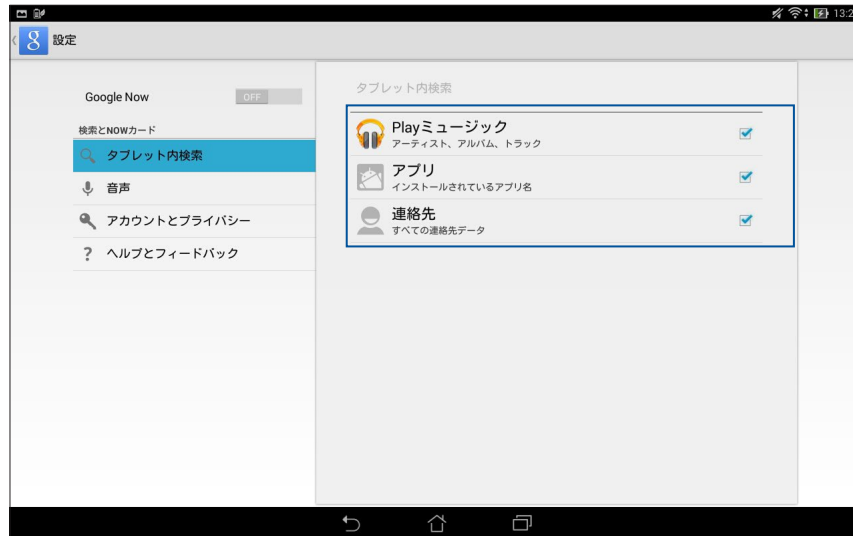 13:2
8 設定
Google Now OFF
検索とNOWカード
タブレット内検索
音声
アカウントとプライバシー
? ヘルプとフィードバック
タブレット内検索
Playミュージック
アーティスト、アルバム、トラック
アプリ
インストールされているアプリ名
連絡先
すべての連絡先データ